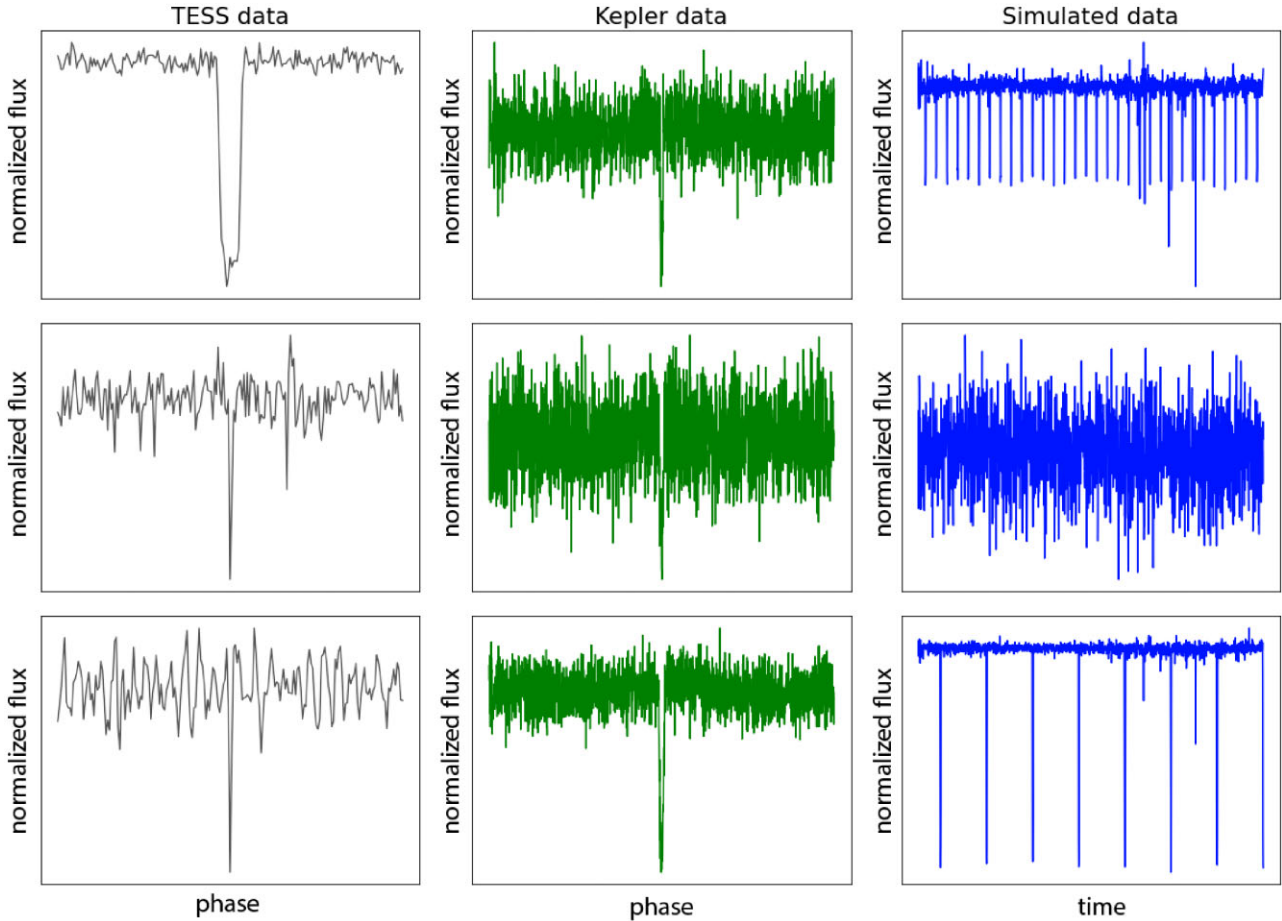 TESS data
Kepler data
Simulated data
normalized flux
normalized flux
normalized flux
normalized flux
normalized flux
normalized flux
normalized flux
normalized flux
normalized flux
phase
phase
time